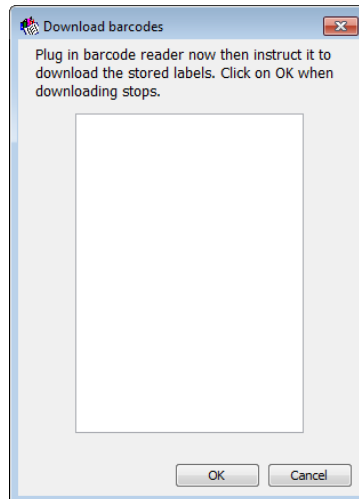 Download barcodes
Plug in barcode reader now then instruct it to
download the stored labels. Click on OK when
downloading stops.
OK
Cancel